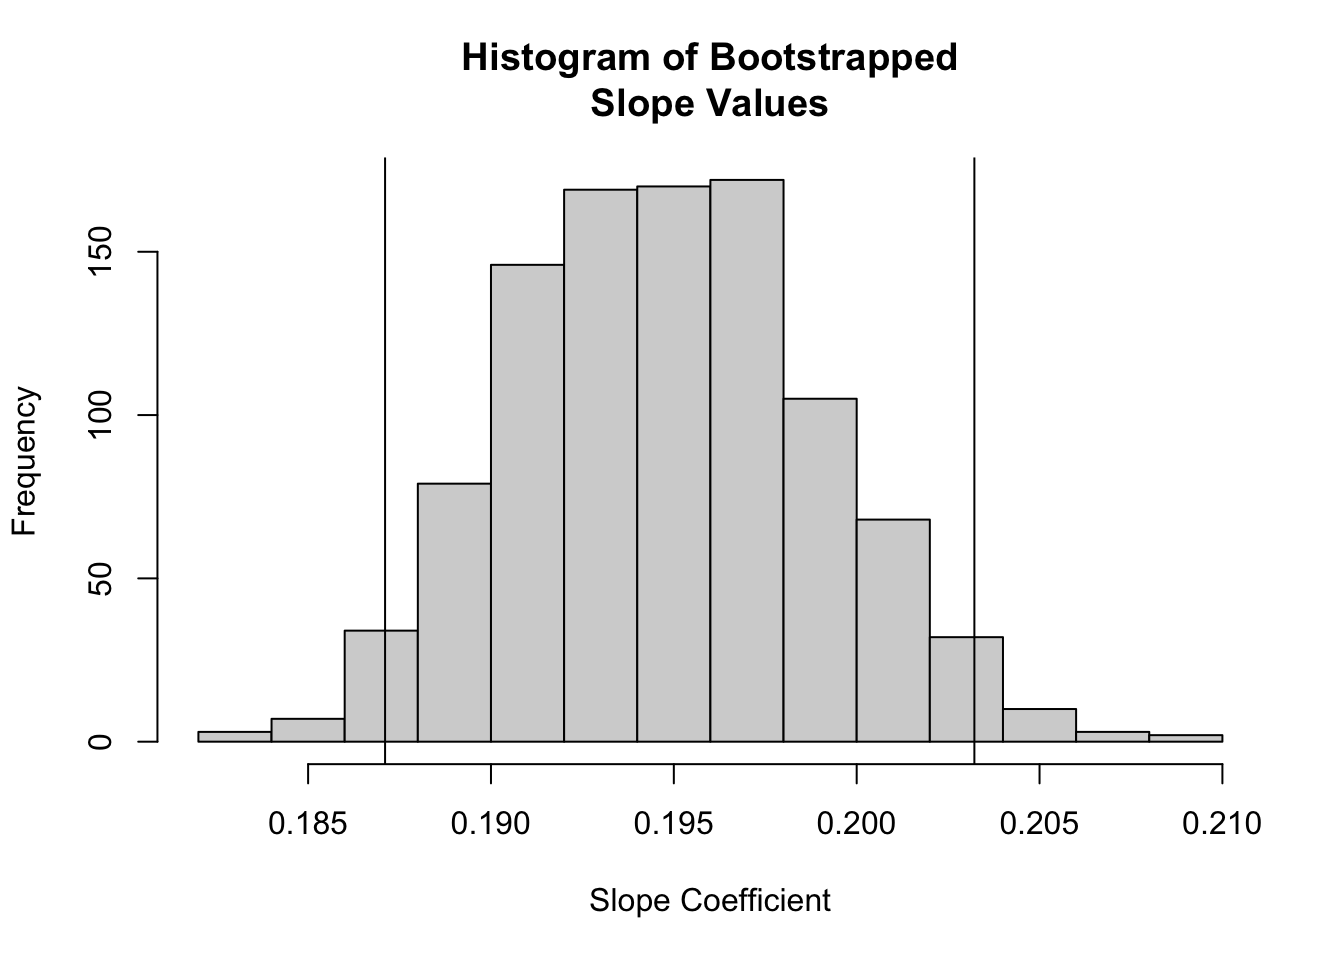 Histogram of Bootstrapped
Slope Values
Frequency
150
100
50
0
0.185 0.190 0.195 0.200 0.205 0.210
Slope Coefficient